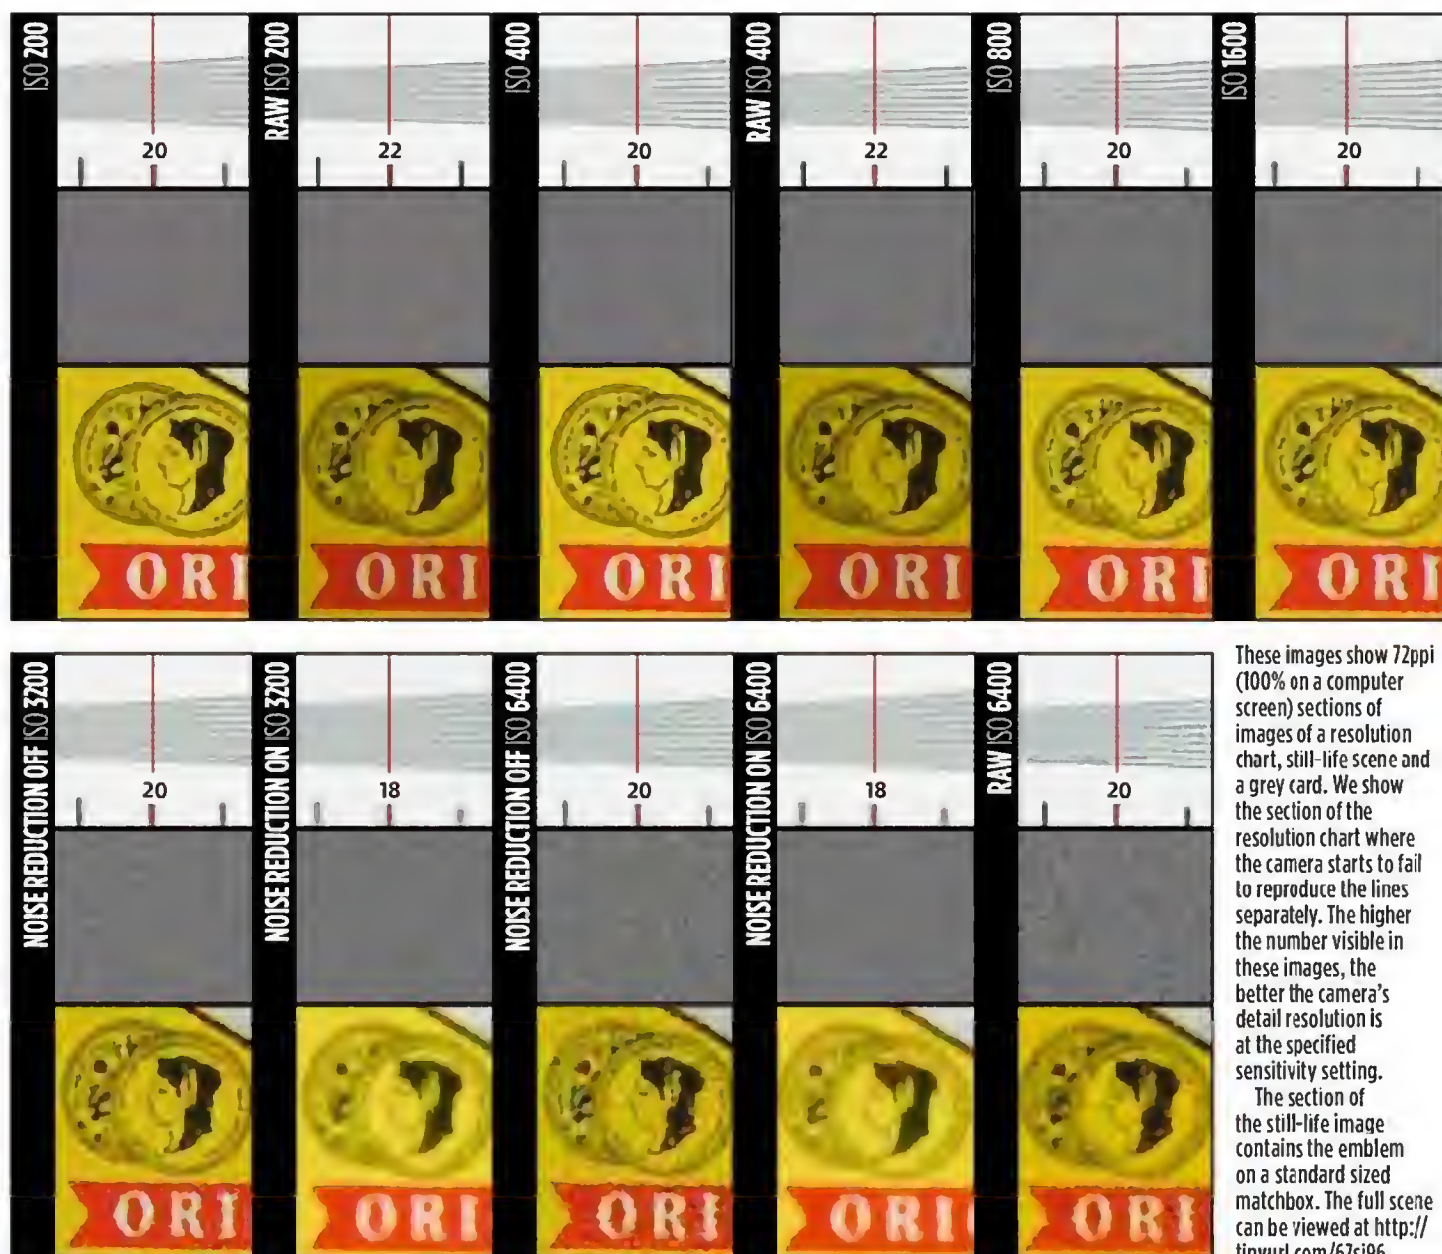 ISO 200
20
ORI
RAW ISO 200
22
ORI
ISO 400
20
ORI
RAW ISO 400
22
ORI
ISO 800
20
ORI
ISO 1600
20
ORI
NOISE REDUCTION OFF ISO 3200
20
ORI
NOISE REDUCTION ON ISO 3200
18
ORI
NOISE REDUCTION OFF ISO 6400
20
ORI
NOISE REDUCTION ON ISO 6400
18
ORI
RAW ISO 6400
20
ORI
These images show 72ppi
(100% on a computer
screen) sections of
images of a resolution
chart, still-life scene and
a grey card. We show
the section of the
resolution chart where
the camera starts to fail
to reproduce the lines
separately. The higher
the number visible in
these images, the
better the camera's
detail resolution is
at the specified
sensitivity setting.
The section of
the still-life image
contains the emblem
on a standard sized
matchbox. The full scene
can be viewed at http://